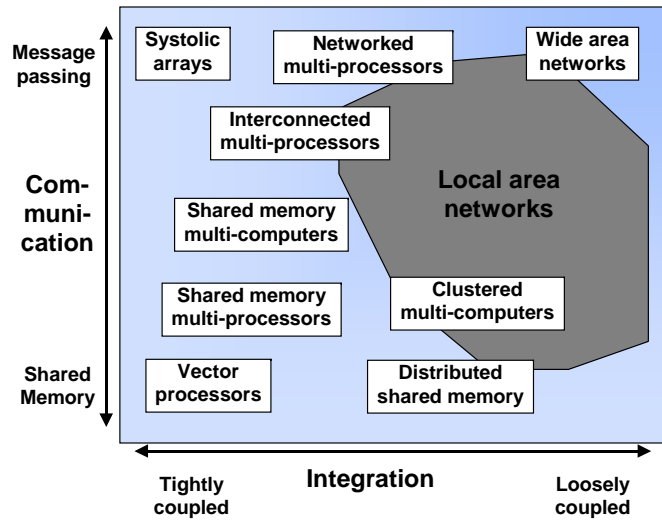 Message
passing
Systolic
arrays
Networked
multi-processors
Wide area
networks
Interconnected
multi-processors
Com-
muni-
cation
Local area
networks
Shared memory
multi-computers
Shared memory
multi-processors
Clustered
multi-computers
Shared
Memory
Vector
processors
Distributed
shared memory
Tightly
coupled
Integration
Loosely
coupled